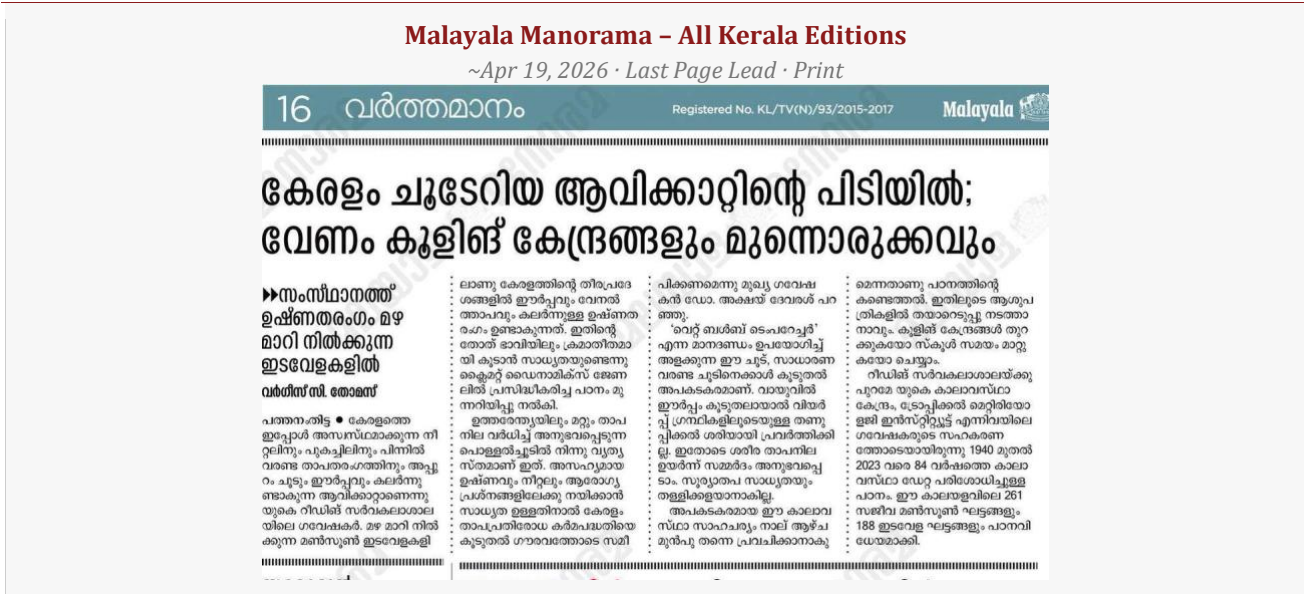 Malayala Manorama – All Kerala Editions
~Apr 19, 2026 · Last Page Lead · Print
16 വർത്തമാനം Registered No. KL/TV(N)/93/2015-2017 Malayala
കേരളം ചൂടേറിയ ആവിക്കാറ്റിന്റെ പിടിയിൽ;
വേണം കൂളിങ് കേന്ദ്രങ്ങളും മുന്നൊരുക്കവും
സംസ്ഥാനത്ത്
ഉഷ്ണതരംഗം മഴ
മാറി നിൽക്കുന്ന
ഇടവേളകളിൽ
വർഗീസ് സി. തോമസ്
പത്തനംതിട്ട ● കേരളത്തെ
ഇപ്പോൾ അസ്വസ്ഥമാക്കുന്ന നീ
റ്റലിനും പുകച്ചിലിനും പിന്നിൽ
വരണ്ട താപതരംഗത്തിനും അപ്പു
റം ചൂടും ഈർപ്പവും കലർന്നു
ണ്ടാകുന്ന ആവിക്കാറ്റാണെന്നു
യുകെ റീഡിങ് സർവകലാശാല
യിലെ ഗവേഷകർ. മഴ മാറി നിൽ
ക്കുന്ന മൺസൂൺ ഇടവേളകളി
ലാണു കേരളത്തിന്റെ തീരപ്രദേ
ശങ്ങളിൽ ഈർപ്പവും വേനൽ
ത്താപവും കലർന്നുള്ള ഉഷ്ണത
രംഗം ഉണ്ടാകുന്നത്. ഇതിന്റെ
തോത് ഭാവിയിലും ക്രമാതീതമാ
യി കൂടാൻ സാധ്യതയുണ്ടെന്നു
ക്ലൈമറ്റ് ഡൈനാമിക്സ് ജേണ
ലിൽ പ്രസിദ്ധീകരിച്ച പഠനം മു
ന്നറിയിപ്പു നൽകി.
ഉത്തരേന്ത്യയിലും മറ്റും താപ
നില വർധിച്ച് അനുഭവപ്പെടുന്ന
പൊള്ളൽച്ചൂടിൽ നിന്നു വ്യത്യ
സ്തമാണ് ഇത്. അസഹ്യമായ
ഉഷ്ണവും നീറ്റലും ആരോഗ്യ
പ്രശ്നങ്ങളിലേക്കു നയിക്കാൻ
സാധ്യത ഉള്ളതിനാൽ കേരളം
താപപ്രതിരോധ കർമപദ്ധതിയെ
കൂടുതൽ ഗൗരവത്തോടെ സമീ
പിക്കണമെന്നു മുഖ്യ ഗവേഷ
കൻ ഡോ. അക്ഷയ് ദേവരശ് പറ
ഞ്ഞു.
‘വെറ്റ് ബൾബ് ടെംപറേച്ചർ’
എന്ന മാനദണ്ഡം ഉപയോഗിച്ച്
അളക്കുന്ന ഈ ചൂട്, സാധാരണ
വരണ്ട ചൂടിനെക്കാൾ കൂടുതൽ
അപകടകരമാണ്. വായുവിൽ
ഈർപ്പം കൂടുതലായാൽ വിയർ
പ്പ് ഗ്രന്ഥികളിലൂടെയുള്ള തണു
പ്പിക്കൽ ശരിയായി പ്രവർത്തിക്കി
ല്ല. ഇതോടെ ശരീര താപനില
ഉയർന്ന് സമ്മർദം അനുഭവപ്പെ
ടാം. സൂര്യാതപ സാധ്യതയും
തള്ളിക്കളയാനാകില്ല.
അപകടകരമായ ഈ കാലാവ
സ്ഥാ സാഹചര്യം നാല് ആഴ്ച
മുൻപു തന്നെ പ്രവചിക്കാനാകു
മെന്നതാണു പഠനത്തിന്റെ
കണ്ടെത്തൽ. ഇതിലൂടെ ആശുപ
ത്രികളിൽ തയാറെടുപ്പു നടത്താ
നാവും. കൂളിങ് കേന്ദ്രങ്ങൾ തുറ
ക്കുകയോ സ്കൂൾ സമയം മാറ്റു
കയോ ചെയ്യാം.
റീഡിങ് സർവകലാശാലയ്ക്കു
പുറമേ യുകെ കാലാവസ്ഥാ
കേന്ദ്രം, ട്രോപ്പിക്കൽ മെറ്റിരിയോ
ളജി ഇൻസ്റ്റിറ്റ്യൂട്ട് എന്നിവയിലെ
ഗവേഷകരുടെ സഹകരണ
ത്തോടെയായിരുന്നു 1940 മുതൽ
2023 വരെ 84 വർഷത്തെ കാലാ
വസ്ഥാ ഡേറ്റ പരിശോധിച്ചുള്ള
പഠനം. ഈ കാലയളവിലെ 261
സജീവ മൺസൂൺ ഘട്ടങ്ങളും
188 ഇടവേള ഘട്ടങ്ങളും പഠനവി
ധേയമാക്കി.